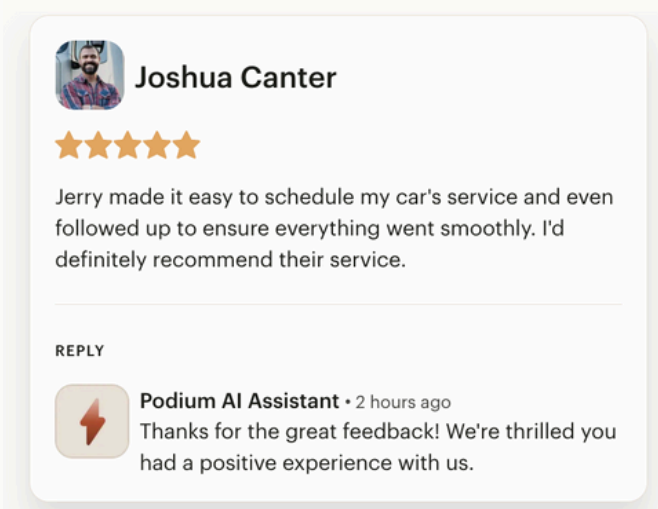 Joshua Canter
Jerry made it easy to schedule my car's service and even
followed up to ensure everything went smoothly. I'd
definitely recommend their service.
REPLY
Podium AI Assistant • 2 hours ago
Thanks for the great feedback! We're thrilled you
had a positive experience with us.